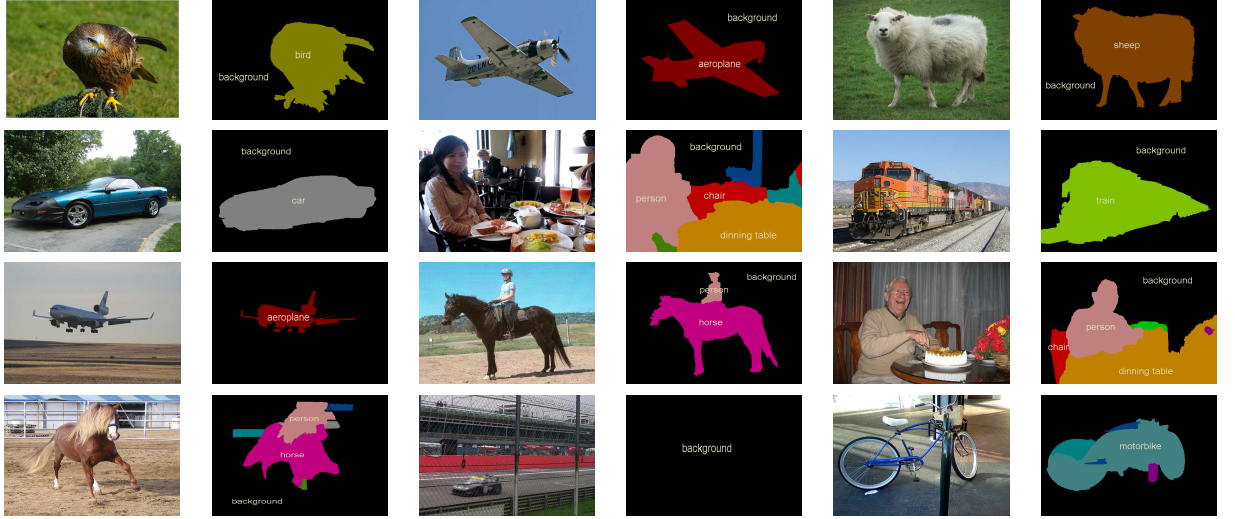 bird
background
background
aeroplane
sheep
background
background
car
background
person
chair
dinning table
background
train
aeroplane
background
person
horse
background
person
chair
dinning table
person
horse
background
background
motorbike